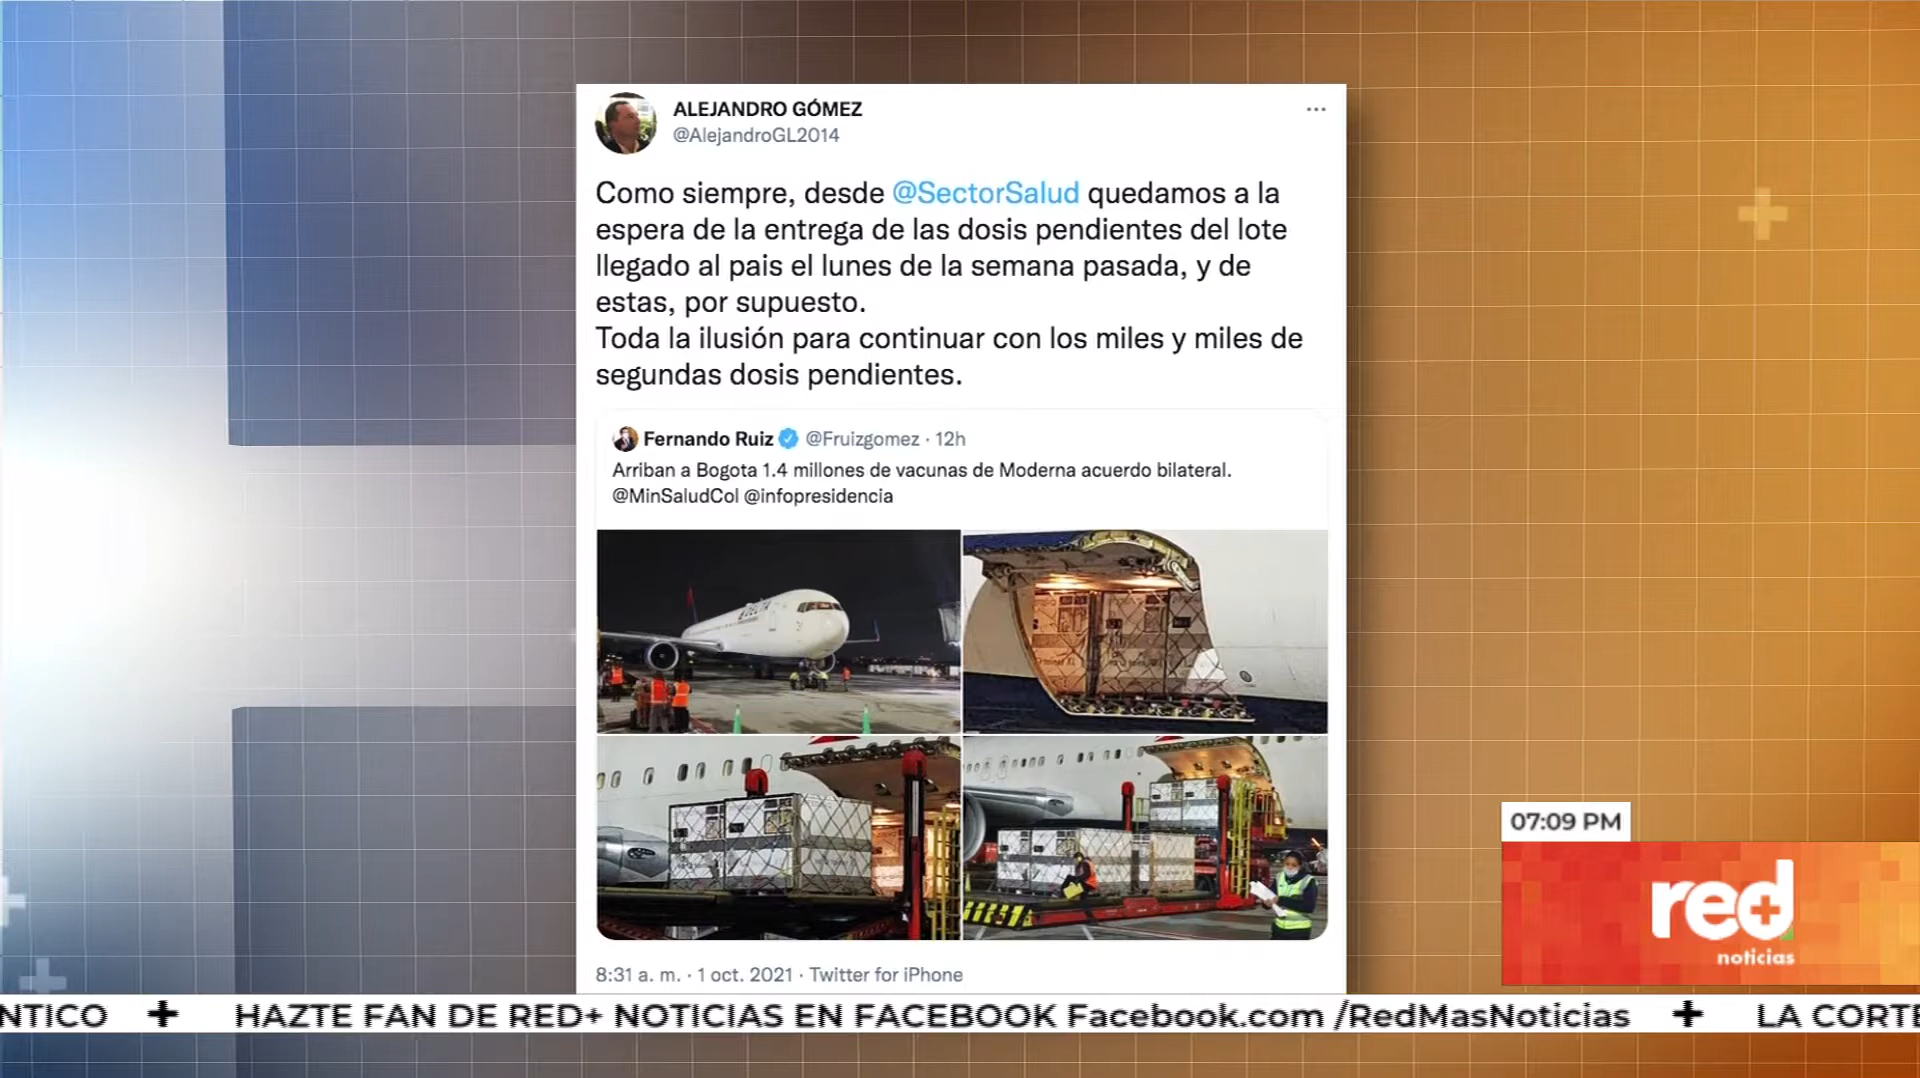 ALEJANDRO GÓMEZ
@AlejandroGL2014
Como siempre, desde @SectorSalud quedamos a la
espera de la entrega de las dosis pendientes del lote
llegado al pais el lunes de la semana pasada, y de
estas, por supuesto.
Toda la ilusión para continuar con los miles y miles de
segundas dosis pendientes.
Fernando Ruiz @Fruizgomez · 12h
Arriban a Bogota 1.4 millones de vacunas de Moderna acuerdo bilateral.
@MinSaludCol @infopresidencia
DELTA
8:31 a. m. · 1 oct. 2021 · Twitter for iPhone
07:09 PM
red+
noticias
NTICO + HAZTE FAN DE RED+ NOTICIAS EN FACEBOOK Facebook.com /RedMasNoticias + LA CORTE